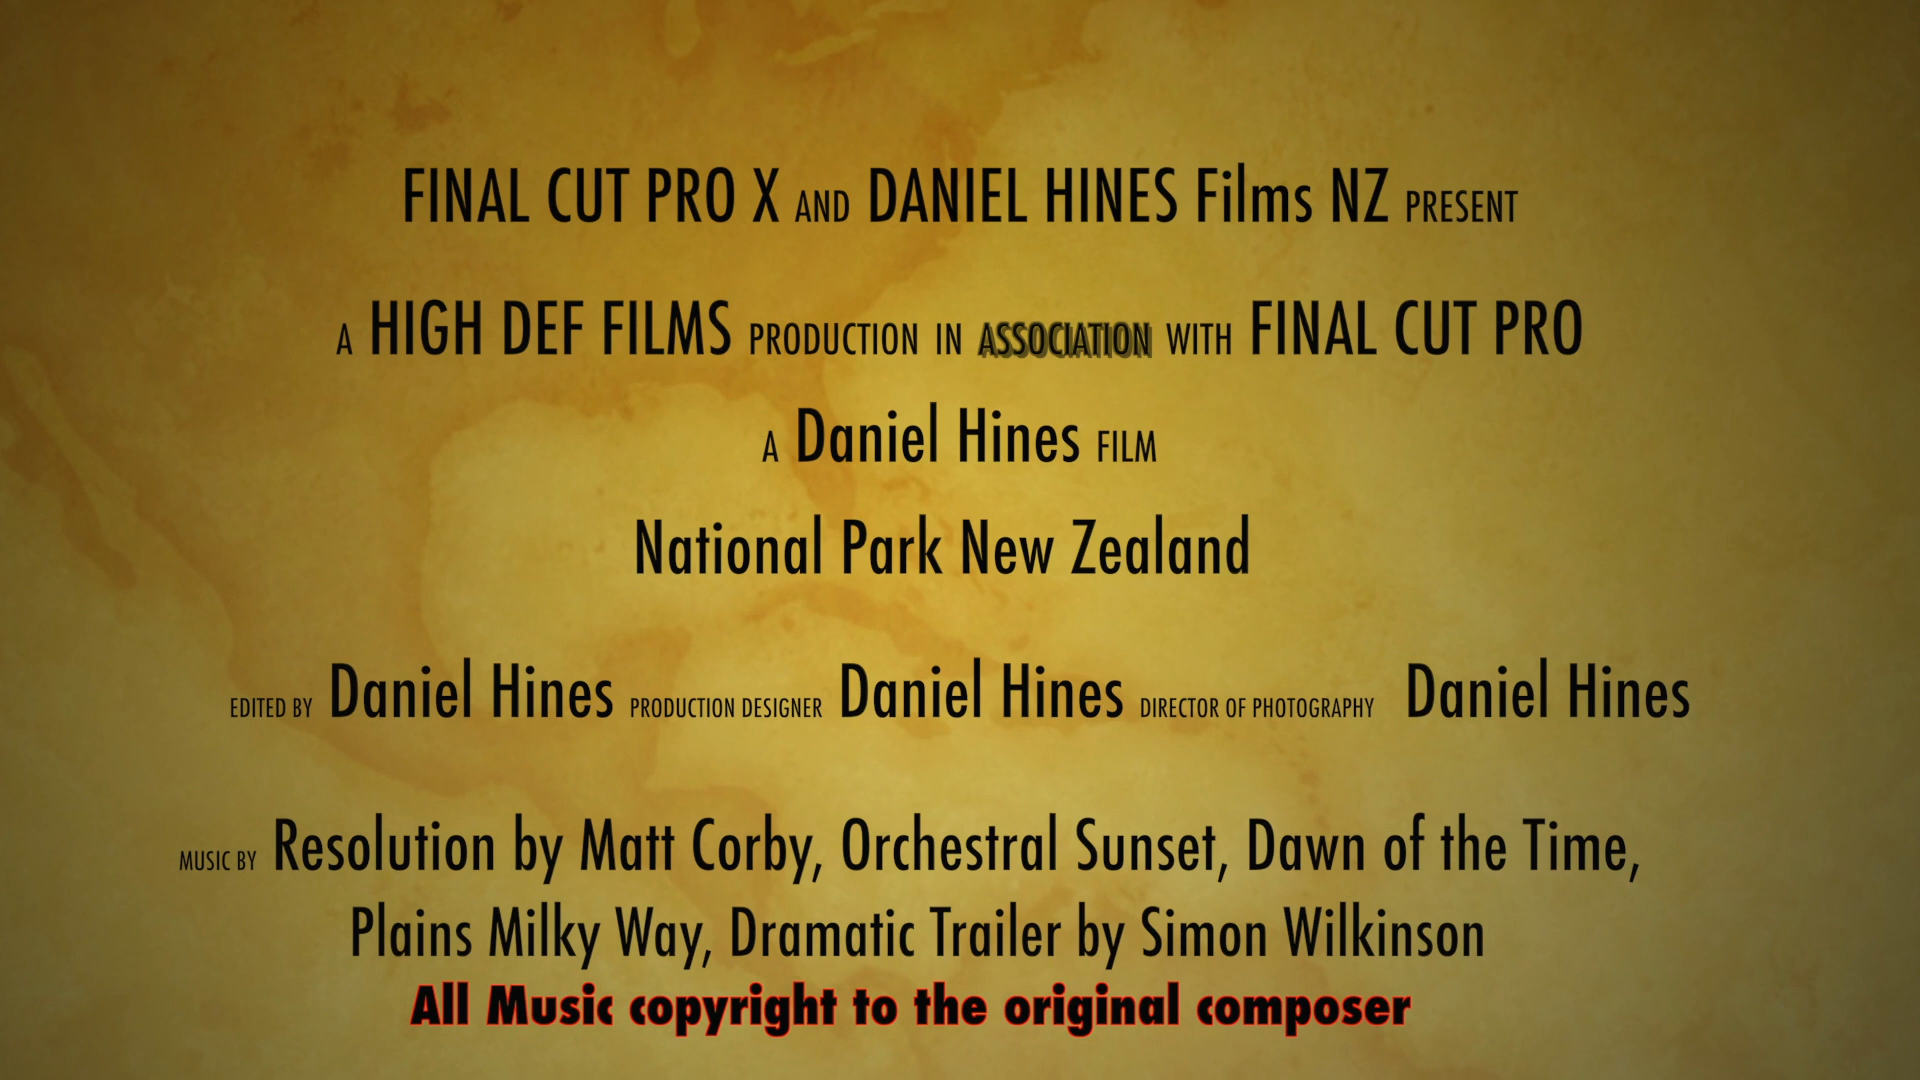 FINAL CUT PRO X AND DANIEL HINES Films NZ PRESENT
A HIGH DEF FILMS PRODUCTION IN ASSOCIATION WITH FINAL CUT PRO
A Daniel Hines FILM
National Park New Zealand
EDITED BY Daniel Hines PRODUCTION DESIGNER Daniel Hines DIRECTOR OF PHOTOGRAPHY Daniel Hines
MUSIC BY Resolution by Matt Corby, Orchestral Sunset, Dawn of the Time,
Plains Milky Way, Dramatic Trailer by Simon Wilkinson
All Music copyright to the original composer